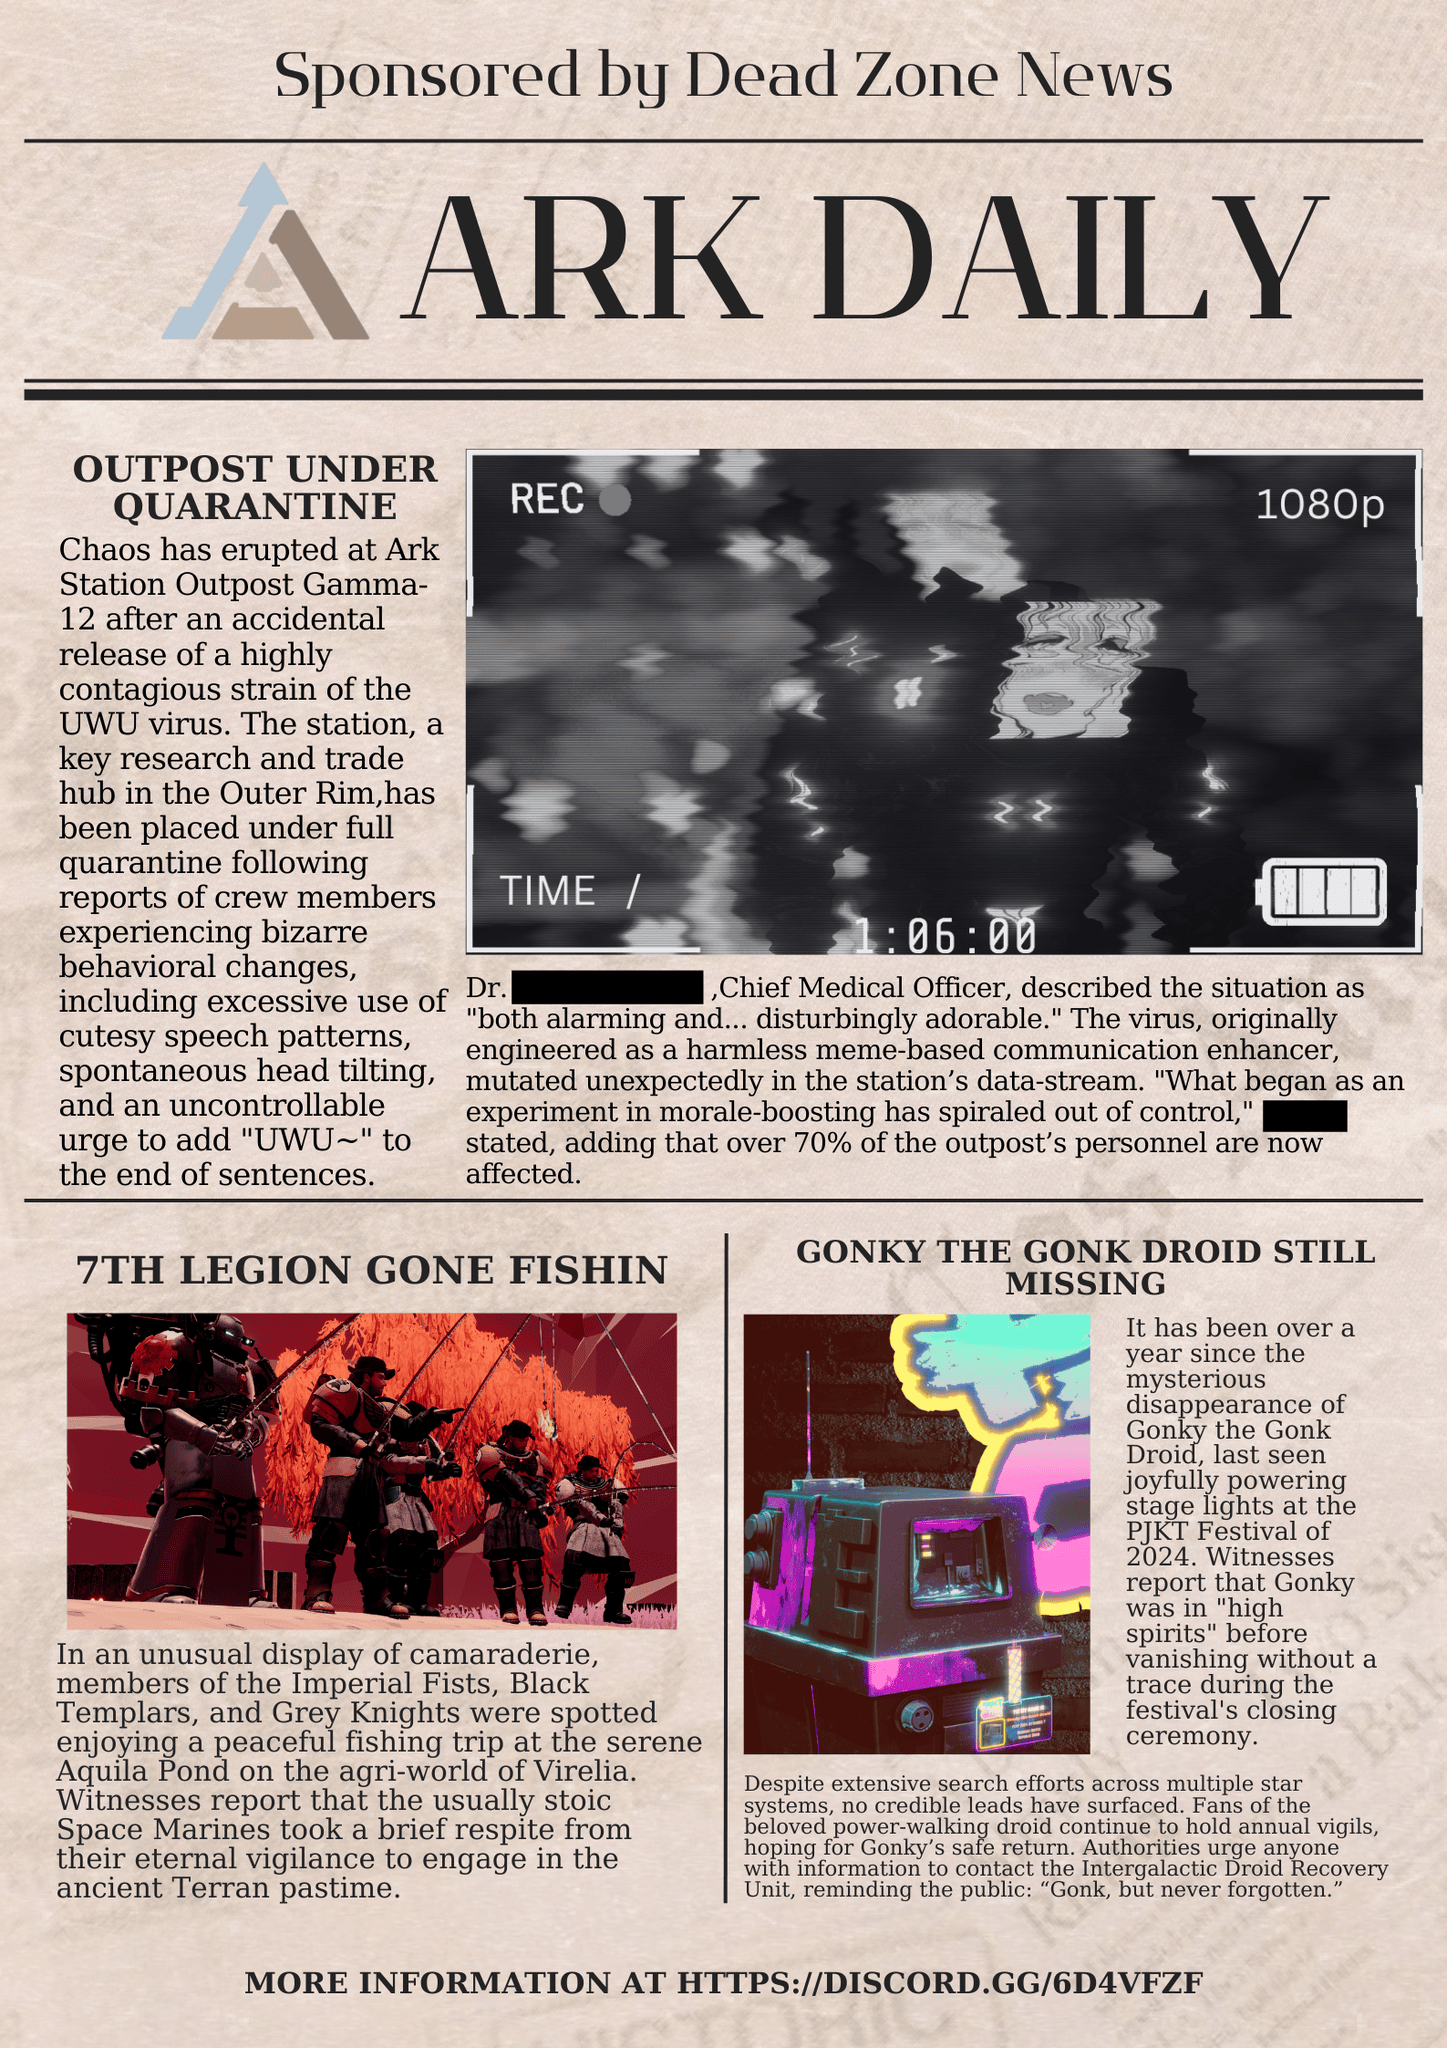 Sponsored by Dead Zone News
ARK DAILY
OUTPOST UNDER
QUARANTINE
Chaos has erupted at Ark
Station Outpost Gamma-
12 after an accidental
release of a highly
contagious strain of the
UWU virus. The station, a
key research and trade
hub in the Outer Rim,has
been placed under full
quarantine following
reports of crew members
experiencing bizarre
behavioral changes,
including excessive use of
cutesy speech patterns,
spontaneous head tilting,
and an uncontrollable
urge to add "UWU~" to
the end of sentences.
REC
1080p
TIME /
1:06:00
Dr. ,Chief Medical Officer, described the situation as
"both alarming and... disturbingly adorable." The virus, originally
engineered as a harmless meme-based communication enhancer,
mutated unexpectedly in the station’s data-stream. "What began as an
experiment in morale-boosting has spiraled out of control,"
stated, adding that over 70% of the outpost’s personnel are now
affected.
7TH LEGION GONE FISHIN
In an unusual display of camaraderie,
members of the Imperial Fists, Black
Templars, and Grey Knights were spotted
enjoying a peaceful fishing trip at the serene
Aquila Pond on the agri-world of Virelia.
Witnesses report that the usually stoic
Space Marines took a brief respite from
their eternal vigilance to engage in the
ancient Terran pastime.
GONKY THE GONK DROID STILL
MISSING
It has been over a
year since the
mysterious
disappearance of
Gonky the Gonk
Droid, last seen
joyfully powering
stage lights at the
PJKT Festival of
2024. Witnesses
report that Gonky
was in "high
spirits" before
vanishing without a
trace during the
festival's closing
ceremony.
Despite extensive search efforts across multiple star
systems, no credible leads have surfaced. Fans of the
beloved power-walking droid continue to hold annual vigils,
hoping for Gonky’s safe return. Authorities urge anyone
with information to contact the Intergalactic Droid Recovery
Unit, reminding the public: “Gonk, but never forgotten.”
MORE INFORMATION AT HTTPS://DISCORD.GG/6D4VFZF